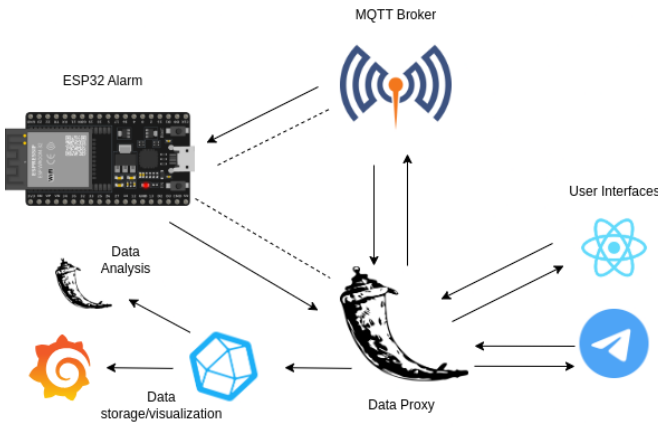 MQTT Broker
ESP32 Alarm
User Interfaces
Data
Analysis
Data
storage/visualization
Data Proxy